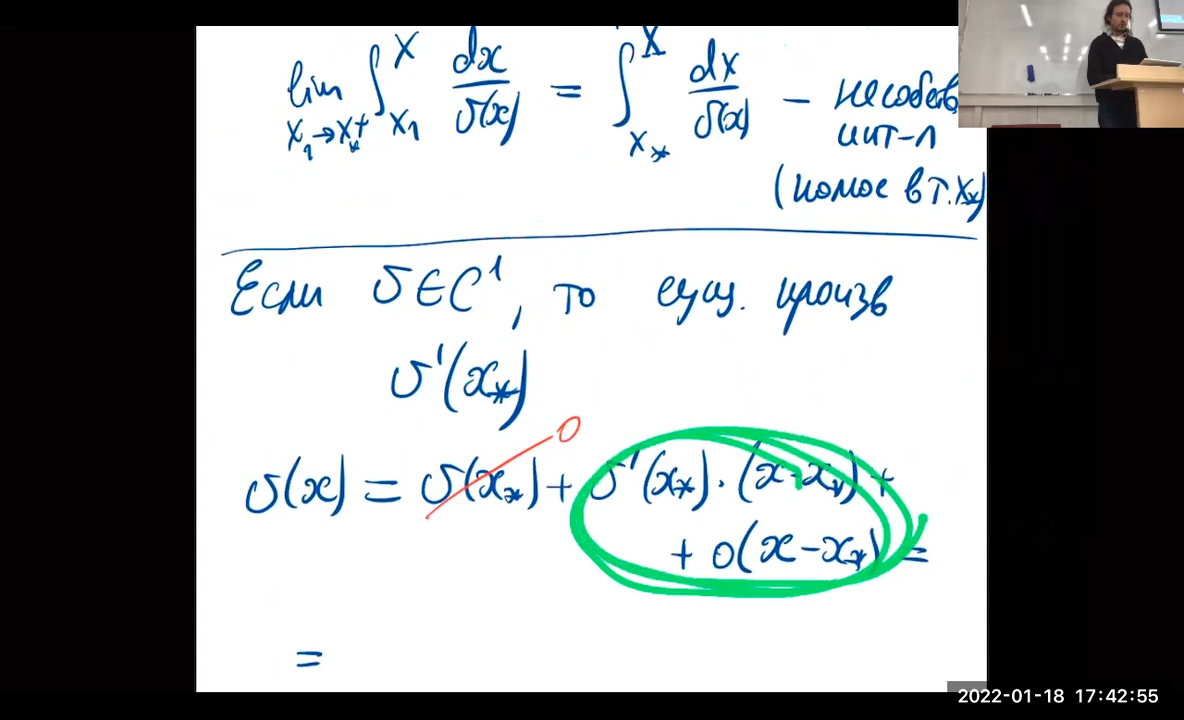 lim ∫ₓ₁ˣ dx/v(x) = ∫ₓ⁎ˣ dx/v(x) – несобств
x₁→x⁎+ инт-л
(полюс в т. x⁎)
Если v∈C¹, то сущ. произв
v'(x⁎)
v(x) = v(x⁎) + v'(x⁎)·(x-x⁎) +
0
+ o(x-x⁎) =
=
2022-01-18 17:42:55